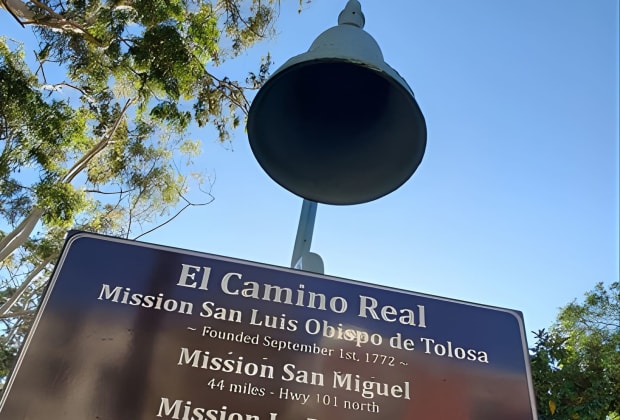 El Camino Real
Mission San Luis Obispo de Tolosa
~ Founded September 1st, 1772 ~
Mission San Miguel
44 miles - Hwy 101 north
Mission